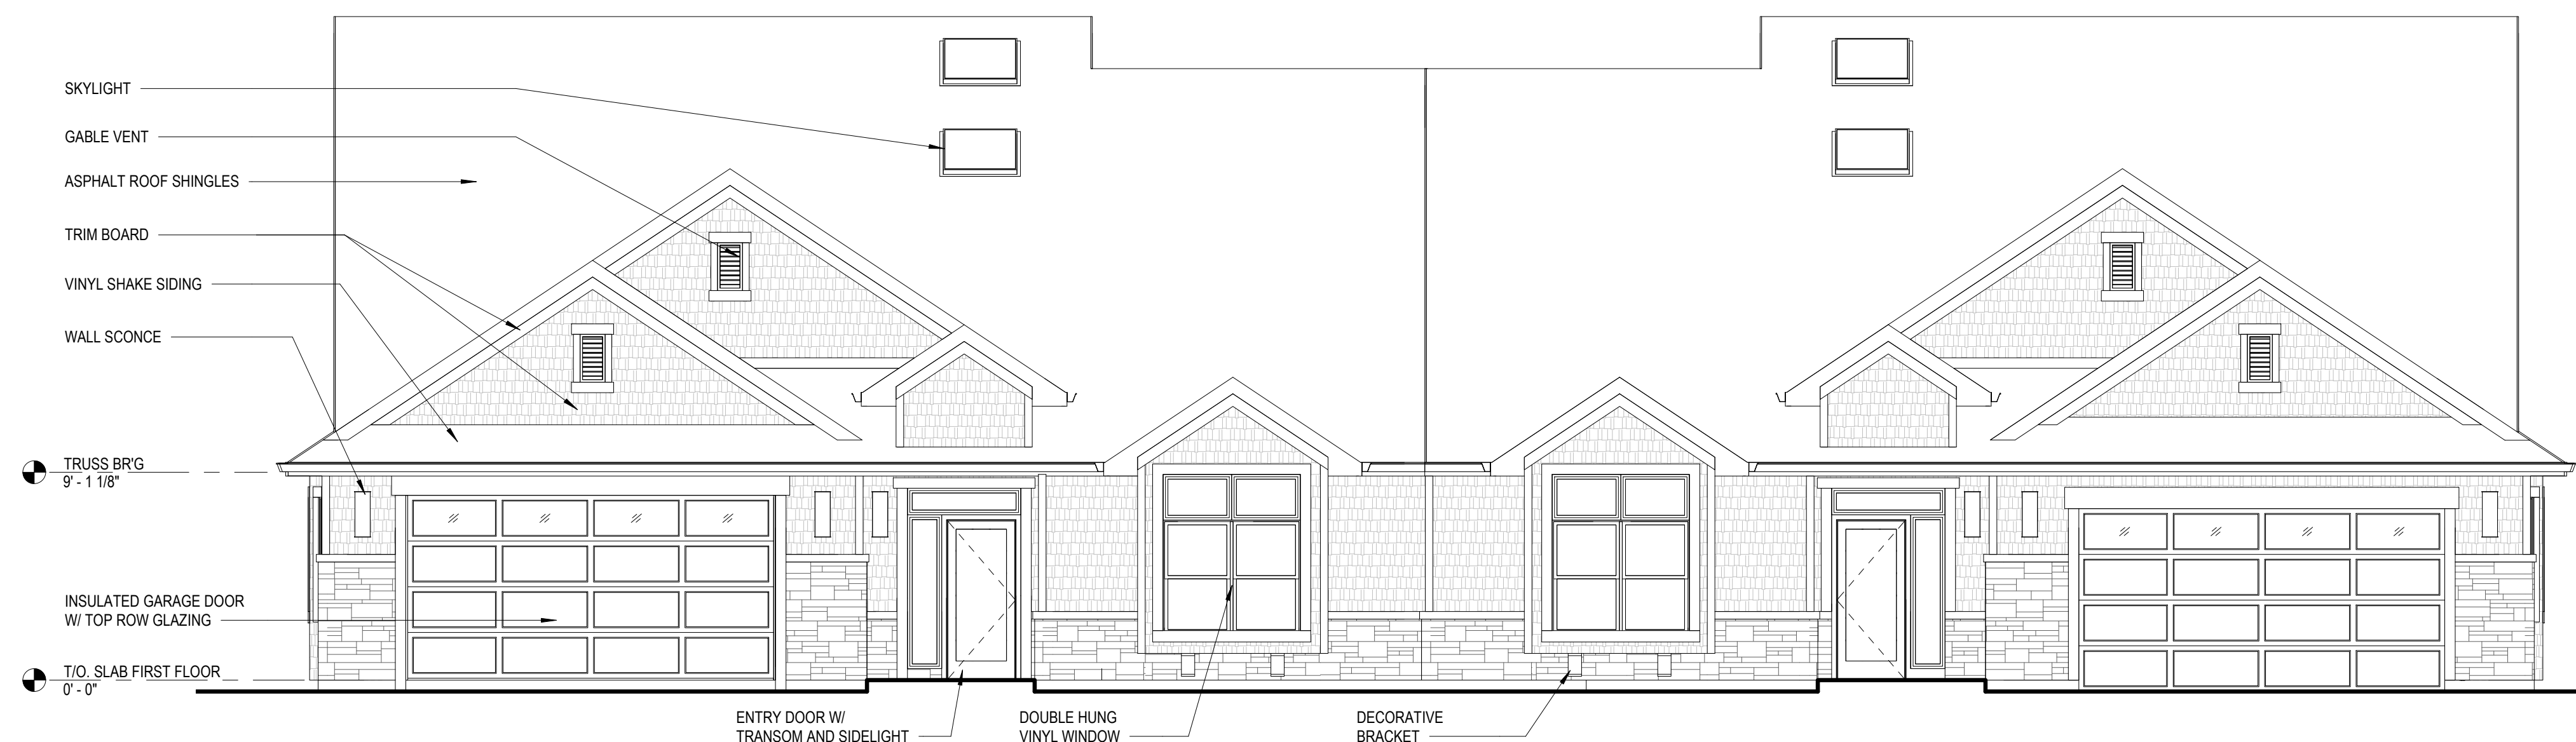 SKYLIGHT
GABLE VENT
ASPHALT ROOF SHINGLES
TRIM BOARD
VINYL SHAKE SIDING
WALL SCONCE
TRUSS BR'G
9' - 1 1/8"
INSULATED GARAGE DOOR
W/ TOP ROW GLAZING
T/O. SLAB FIRST FLOOR
0' - 0"
ENTRY DOOR W/
TRANSOM AND SIDELIGHT
DOUBLE HUNG
VINYL WINDOW
DECORATIVE
BRACKET